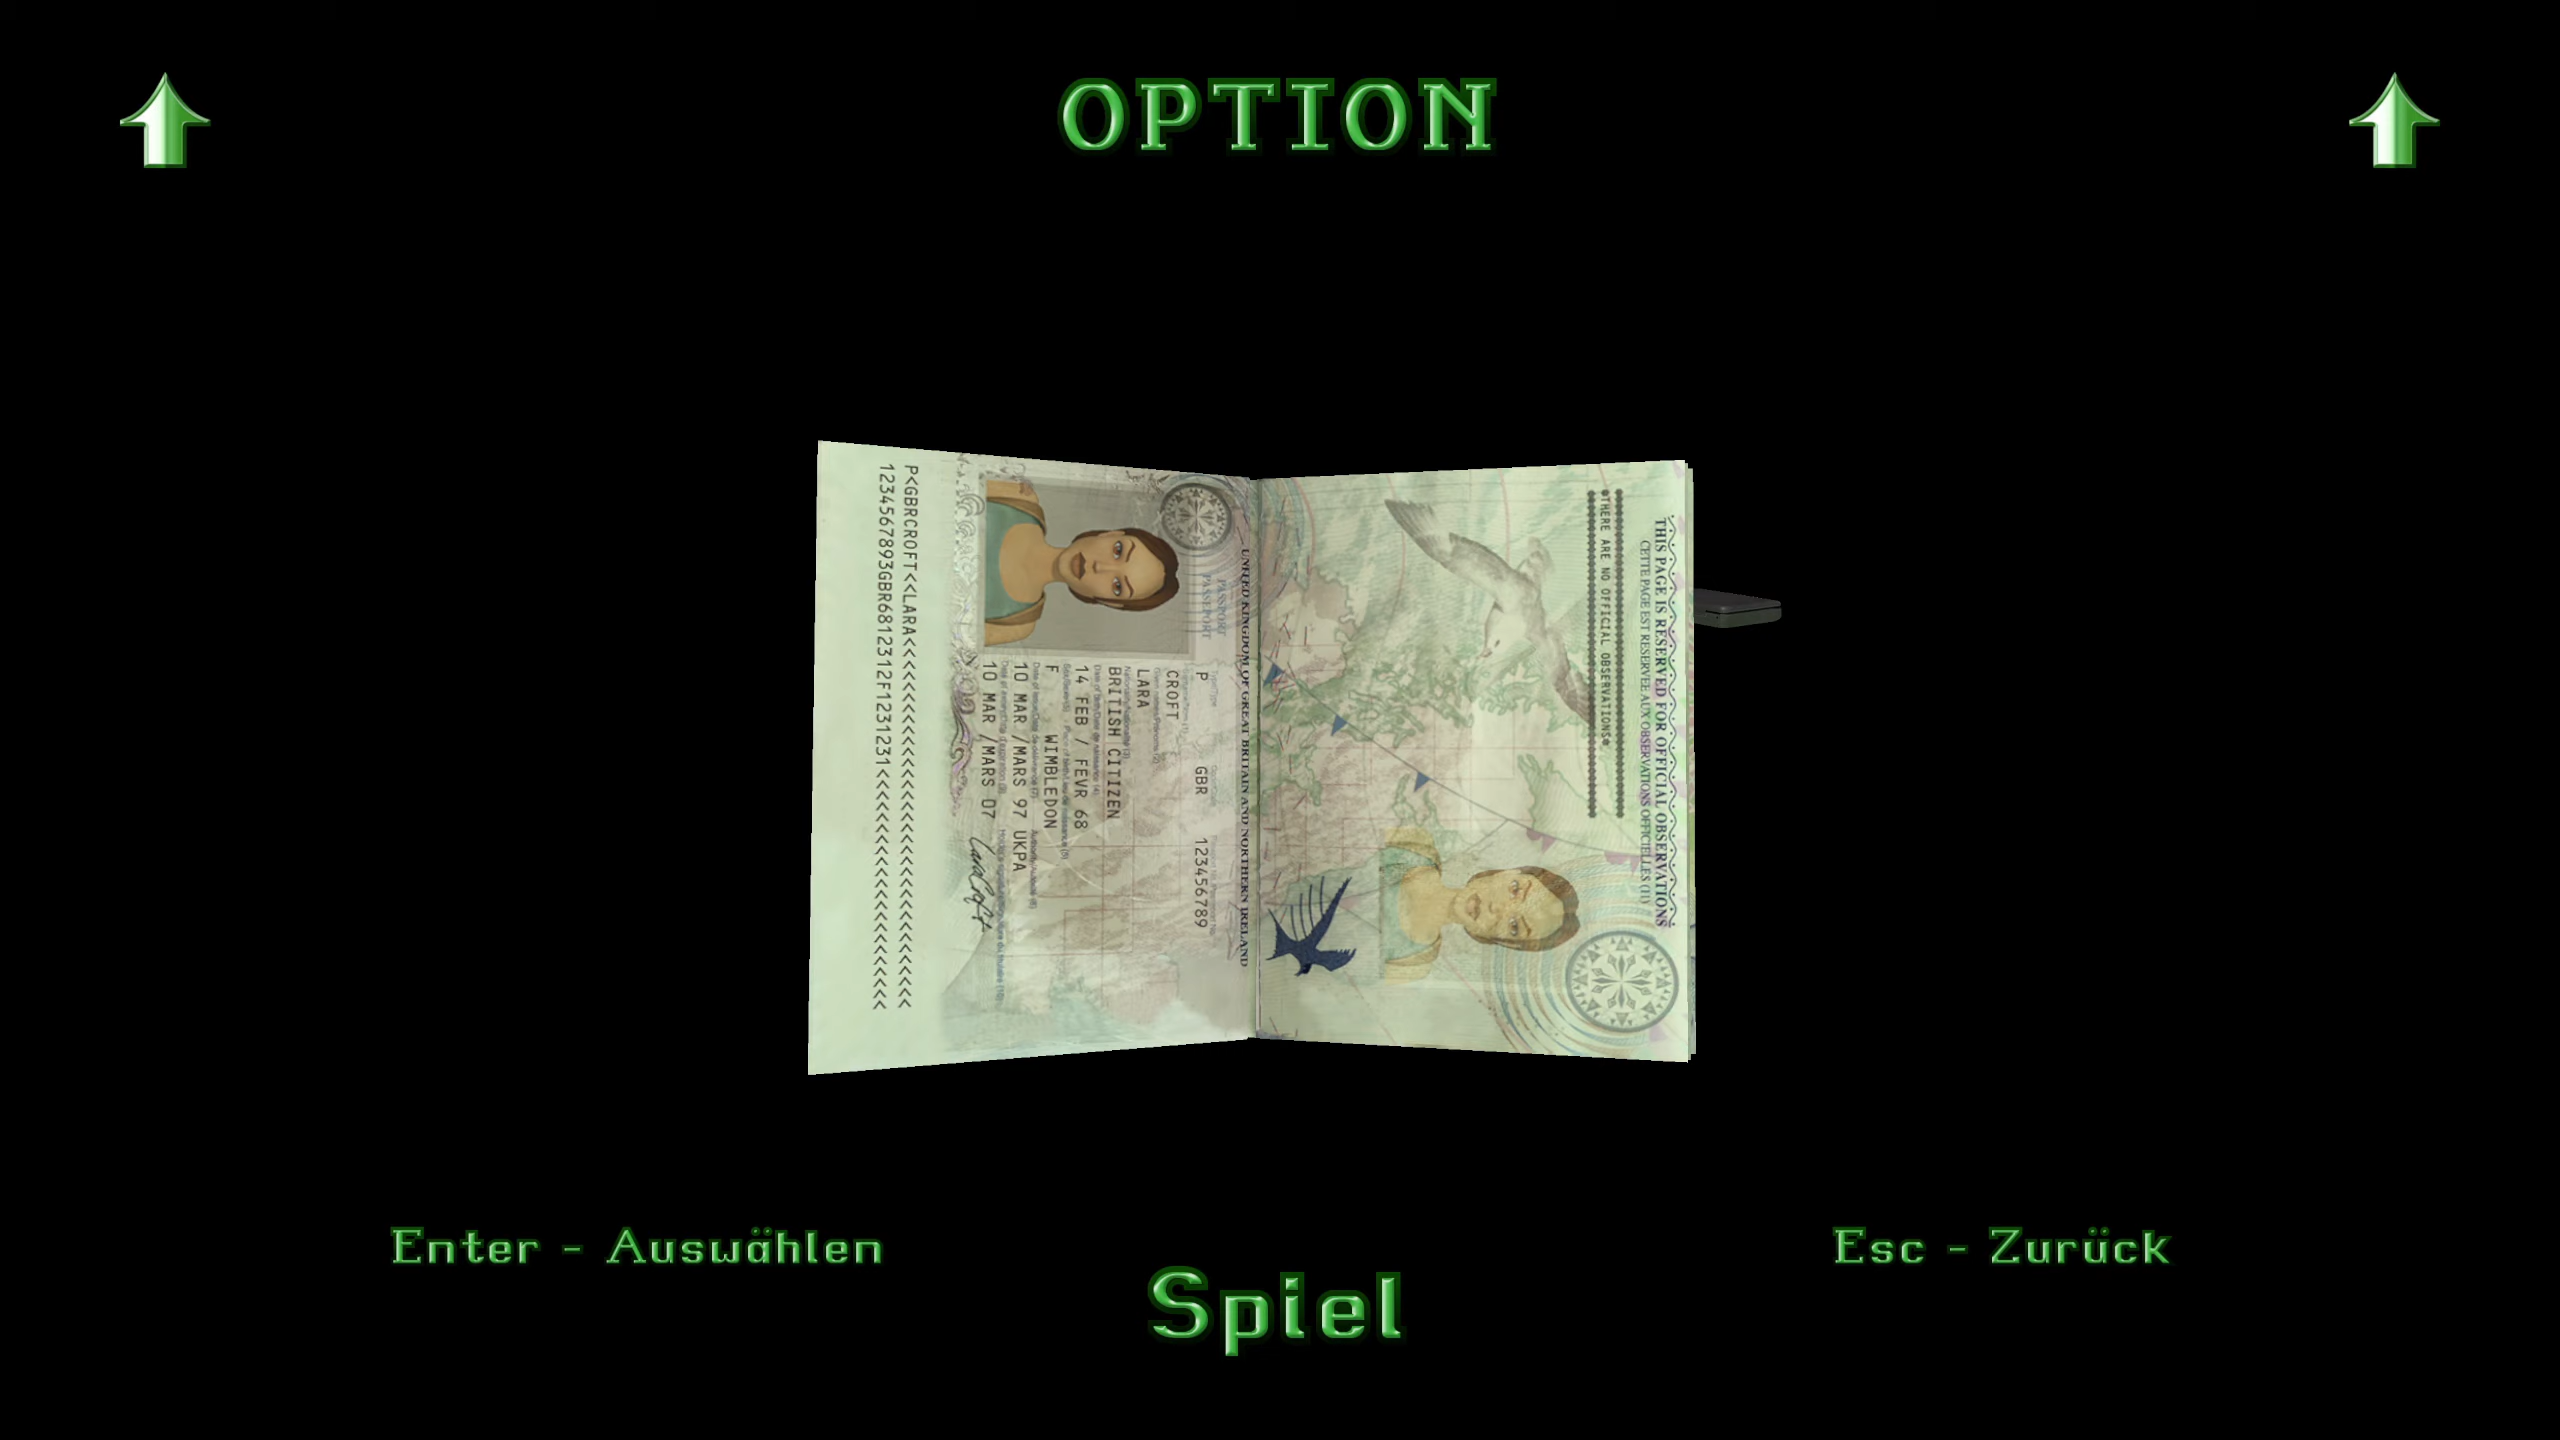 OPTION
UNITED KINGDOM OF GREAT BRITAIN AND NORTHERN IRELAND
PASSPORT
PASSEPORT
P GBR 123456789
CROFT
LARA
BRITISH CITIZEN
14 FEB / FEVR 68
F WIMBLEDON
10 MAR /MARS 97 UKPA
10 MAR /MARS 07
Lara Croft
P<GBRCROFT<<LARA<<<<<<<<<<<<<<<<<<<<<<<<<<<<
1234567893GBR6812312F1231231<<<<<<<<<<<<<<<<
THIS PAGE IS RESERVED FOR OFFICIAL OBSERVATIONS
CETTE PAGE EST RESERVEE AUX OBSERVATIONS OFFICIELLES (11)
THERE ARE NO OFFICIAL OBSERVATIONS
Enter - Auswählen
Esc - Zurück
Spiel